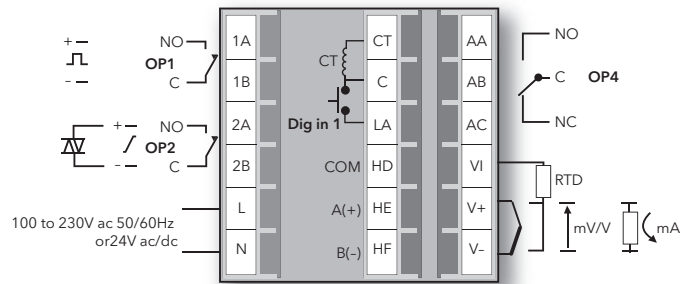 + –
NO
OP1
– –
C
1A
1B
+ –
NO
OP2
– –
C
2A
2B
100 to 230V ac 50/60Hz
or24V ac/dc
L
N
CT
CT
C
Dig in 1
LA
COM
HD
A(+)
HE
B(–)
HF
AA
AB
AC
VI
V+
V–
NO
C
OP4
NC
RTD
mV/V
mA